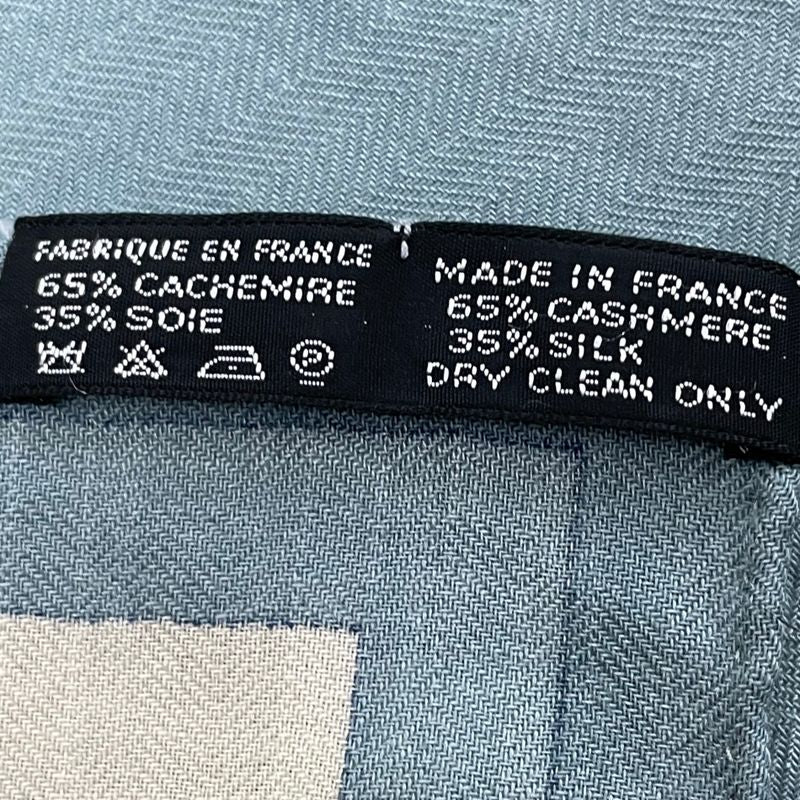 FABRIQUE EN FRANCE
65% CACHEMIRE
35% SOIE
P
MADE IN FRANCE
65% CASHMERE
35% SILK
DRY CLEAN ONLY